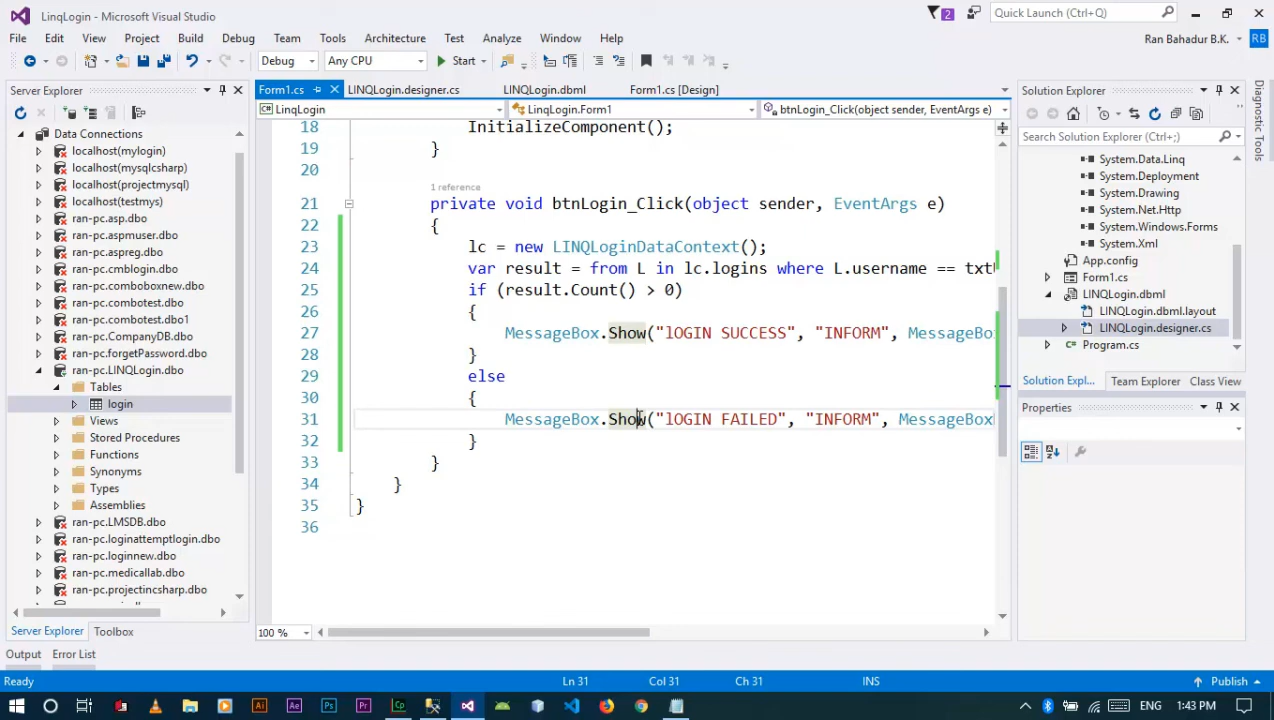 LinqLogin - Microsoft Visual Studio
2
Quick Launch (Ctrl+Q)
File Edit View Project Build Debug Team Tools Architecture Test Analyze Window Help
Ran Bahadur B.K.
RB
Debug Any CPU Start
Server Explorer
Data Connections
localhost(mylogin)
localhost(mysqlcsharp)
localhost(projectmysql)
localhost(testmys)
ran-pc.asp.dbo
ran-pc.aspmuser.dbo
ran-pc.aspreg.dbo
ran-pc.cmblogin.dbo
ran-pc.comboboxnew.dbo
ran-pc.combotest.dbo
ran-pc.combotest.dbo1
ran-pc.CompanyDB.dbo
ran-pc.forgetPassword.dbo
ran-pc.LINQLogin.dbo
Tables
login
Views
Stored Procedures
Functions
Synonyms
Types
Assemblies
ran-pc.LMSDB.dbo
ran-pc.loginattemptlogin.dbo
ran-pc.loginnew.dbo
ran-pc.medicallab.dbo
ran-pc.projectincsharp.dbo
Server Explorer Toolbox
Form1.cs LINQLogin.designer.cs LINQLogin.dbml Form1.cs [Design]
LinqLogin LinqLogin.Form1 btnLogin_Click(object sender, EventArgs e)
18 InitializeComponent();
19 }
20
1 reference
21 private void btnLogin_Click(object sender, EventArgs e)
22 {
23 lc = new LINQLoginDataContext();
24 var result = from L in lc.logins where L.username == txt
25 if (result.Count() > 0)
26 {
27 MessageBox.Show("lOGIN SUCCESS", "INFORM", MessageBo
28 }
29 else
30 {
31 MessageBox.Show("lOGIN FAILED", "INFORM", MessageBox
32 }
33 }
34 }
35 }
36
100 %
Solution Explorer
Search Solution Explorer (Ctrl+;)
System.Data.Linq
System.Deployment
System.Drawing
System.Net.Http
System.Windows.Forms
System.Xml
App.config
Form1.cs
LINQLogin.dbml
LINQLogin.dbml.layout
LINQLogin.designer.cs
Program.cs
Solution Expl... Team Explorer Class View
Properties
Diagnostic Tools
Output Error List
Ready Ln 31 Col 31 Ch 31 INS Publish
Ai Ae Ps Pr Cp
ENG 1:43 PM